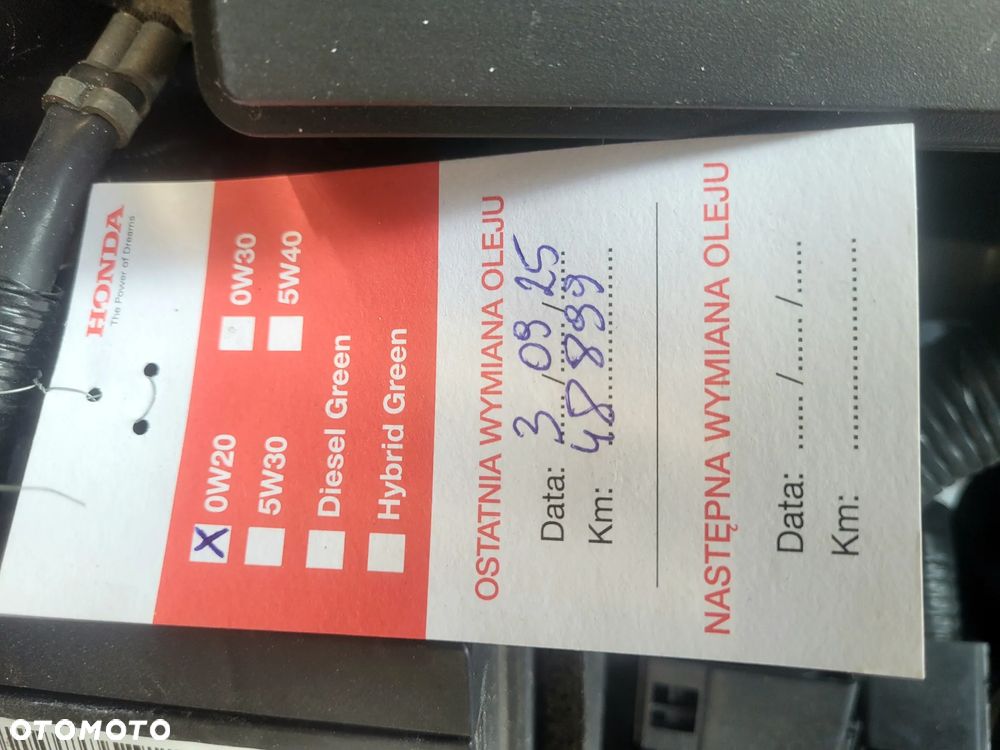 HONDA
The Power of Dreams
X 0W20 0W30
5W30 5W40
Diesel Green
Hybrid Green
OSTATNIA WYMIANA OLEJU
Data: 3/09/25
Km: 48899
NASTĘPNA WYMIANA OLEJU
Data: ....... / ....... / .......
Km: ..............................
OTOMOTO